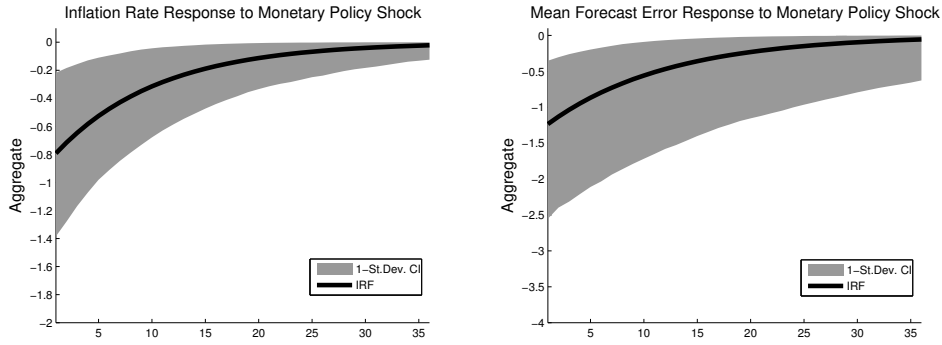 Inflation Rate Response to Monetary Policy Shock
0
−0.2
−0.4
−0.6
−0.8
−1
−1.2
−1.4
−1.6
−1.8
−2
Aggregate
5 10 15 20 25 30 35
1−St.Dev. CI
IRF
Mean Forecast Error Response to Monetary Policy Shock
0
−0.5
−1
−1.5
−2
−2.5
−3
−3.5
−4
Aggregate
5 10 15 20 25 30 35
1−St.Dev. CI
IRF